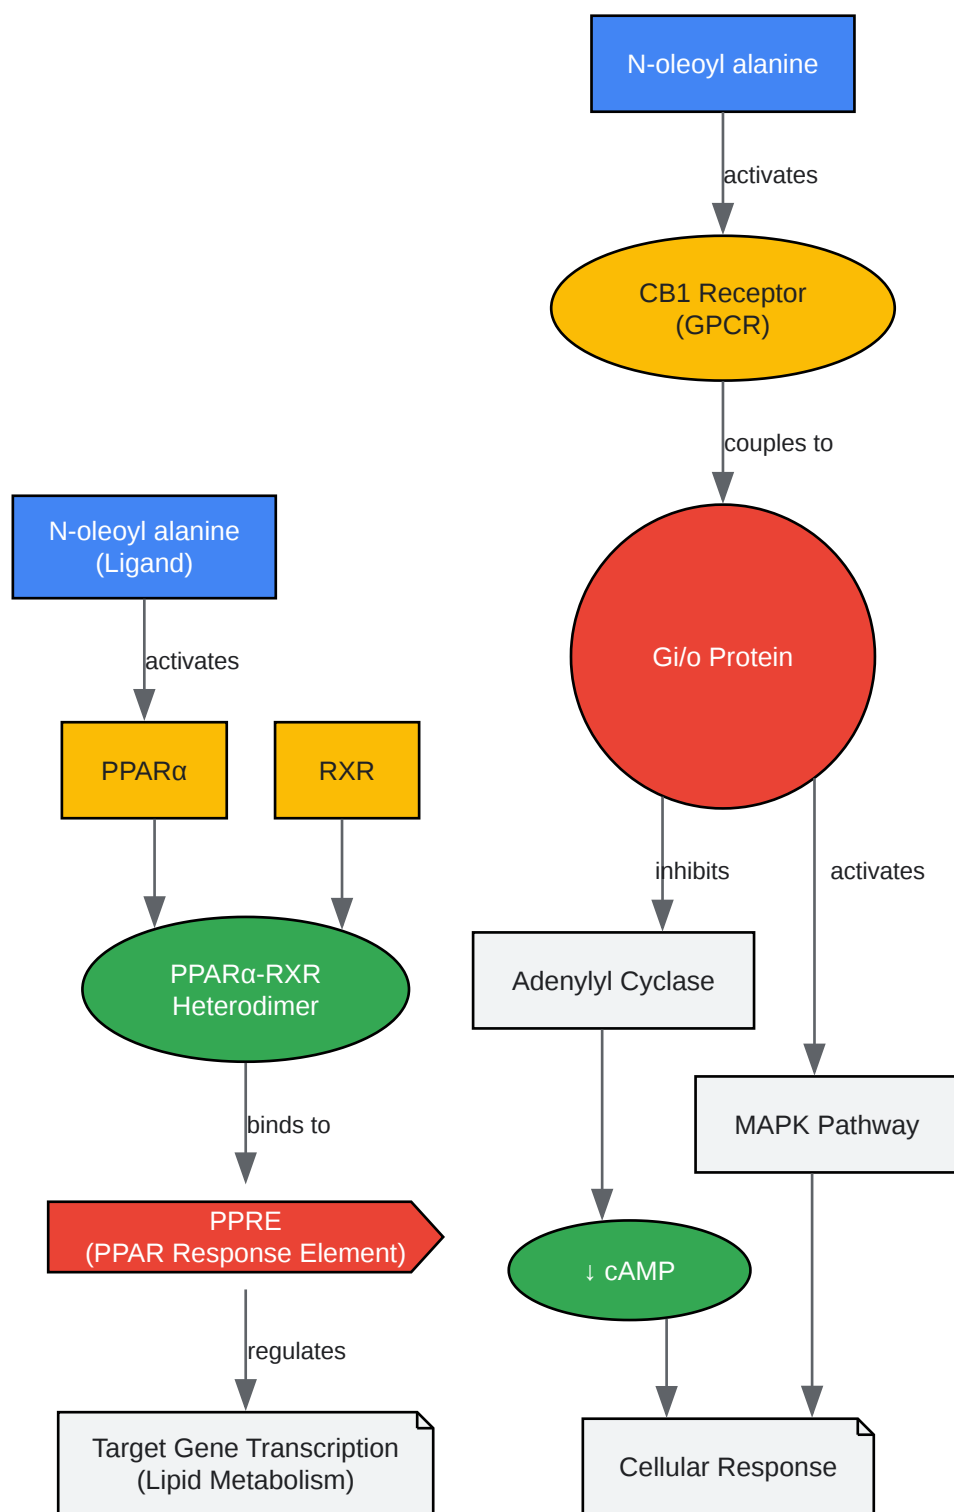 N-oleoyl alanine
activates
CB1 Receptor
(GPCR)
couples to
Gi/o Protein
inhibits
activates
Adenylyl Cyclase
MAPK Pathway
↓ cAMP
Cellular Response
N-oleoyl alanine
(Ligand)
activates
PPARα
RXR
PPARα-RXR
Heterodimer
binds to
PPRE
(PPAR Response Element)
regulates
Target Gene Transcription
(Lipid Metabolism)